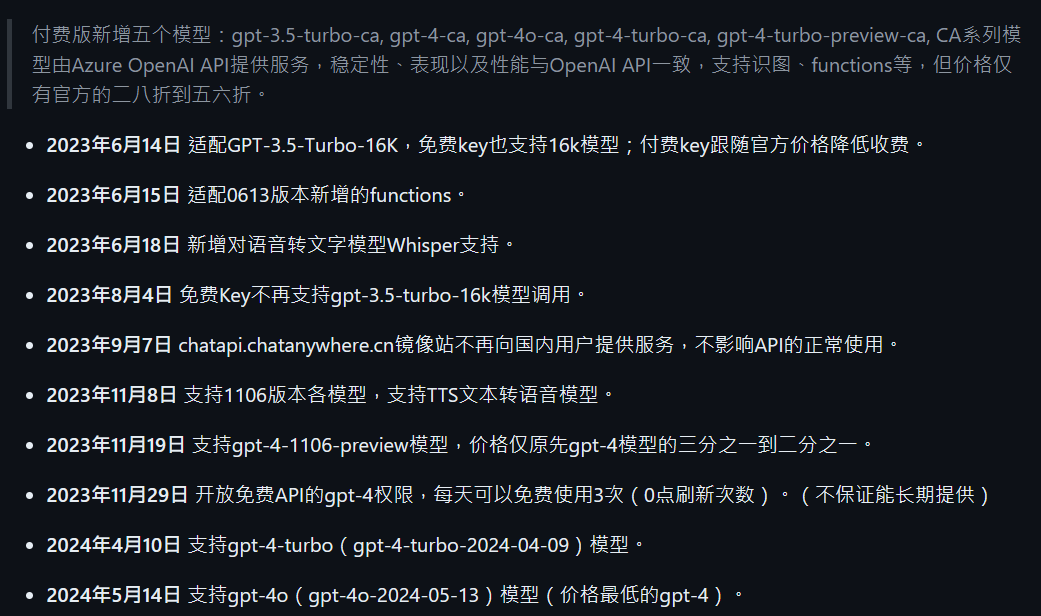 付费版新增五个模型：gpt-3.5-turbo-ca, gpt-4-ca, gpt-4o-ca, gpt-4-turbo-ca, gpt-4-turbo-preview-ca, CA系列模
型由Azure OpenAI API提供服务，稳定性、表现以及性能与OpenAI API一致，支持识图、functions等，但价格仅
有官方的二八折到五六折。
• 2023年6月14日 适配GPT-3.5-Turbo-16K，免费key也支持16k模型；付费key跟随官方价格降低收费。
• 2023年6月15日 适配0613版本新增的functions。
• 2023年6月18日 新增对语音转文字模型Whisper支持。
• 2023年8月4日 免费Key不再支持gpt-3.5-turbo-16k模型调用。
• 2023年9月7日 chatapi.chatanywhere.cn镜像站不再向国内用户提供服务，不影响API的正常使用。
• 2023年11月8日 支持1106版本各模型，支持TTS文本转语音模型。
• 2023年11月19日 支持gpt-4-1106-preview模型，价格仅原先gpt-4模型的三分之一到二分之一。
• 2023年11月29日 开放免费API的gpt-4权限，每天可以免费使用3次（0点刷新次数）。（不保证能长期提供）
• 2024年4月10日 支持gpt-4-turbo（gpt-4-turbo-2024-04-09）模型。
• 2024年5月14日 支持gpt-4o（gpt-4o-2024-05-13）模型（价格最低的gpt-4）。